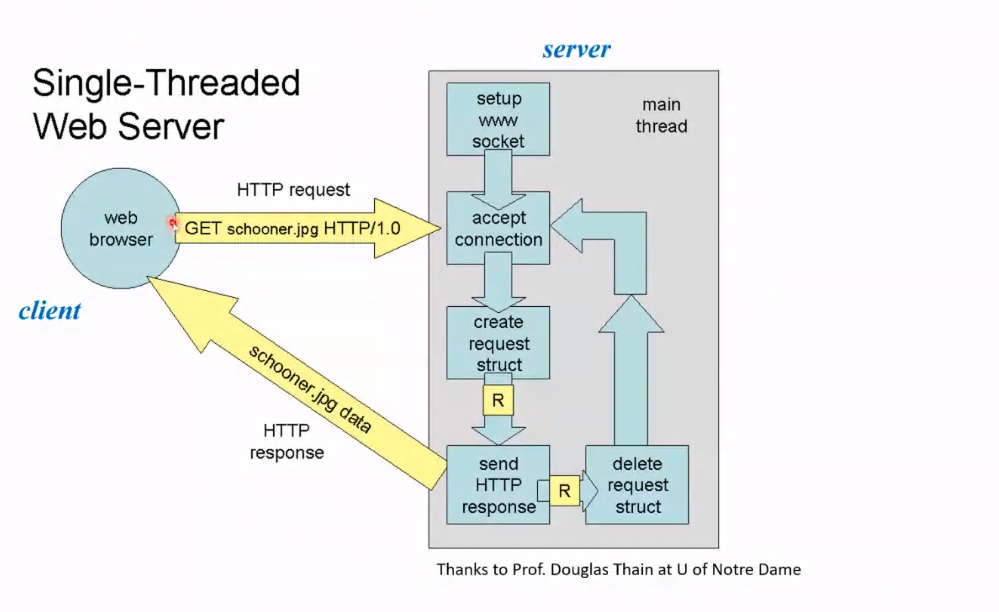 Single-Threaded
Web Server
server
main
thread
setup
www
socket
HTTP request
web
browser
GET schooner.jpg HTTP/1.0
accept
connection
client
create
request
struct
R
schooner.jpg data
HTTP
response
send
HTTP
response
R
delete
request
struct
Thanks to Prof. Douglas Thain at U of Notre Dame